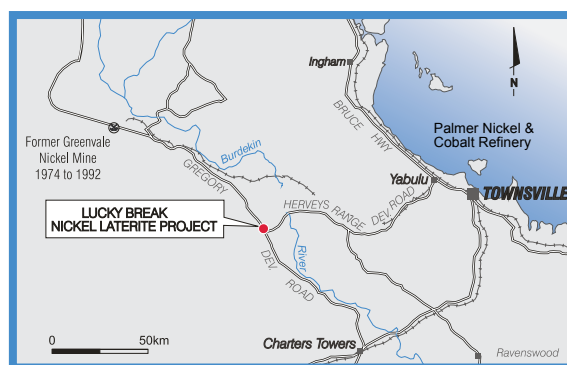 Ingham
N
BRUCE HWY
Palmer Nickel &
Cobalt Refinery
Former Greenvale
Nickel Mine
1974 to 1992
Burdekin
GREGORY
Yabulu
TOWNSVILLE
HERVEYS RANGE DEV. ROAD
LUCKY BREAK
NICKEL LATERITE PROJECT
River
DEV. ROAD
0 50km
Charters Towers
Ravenswood